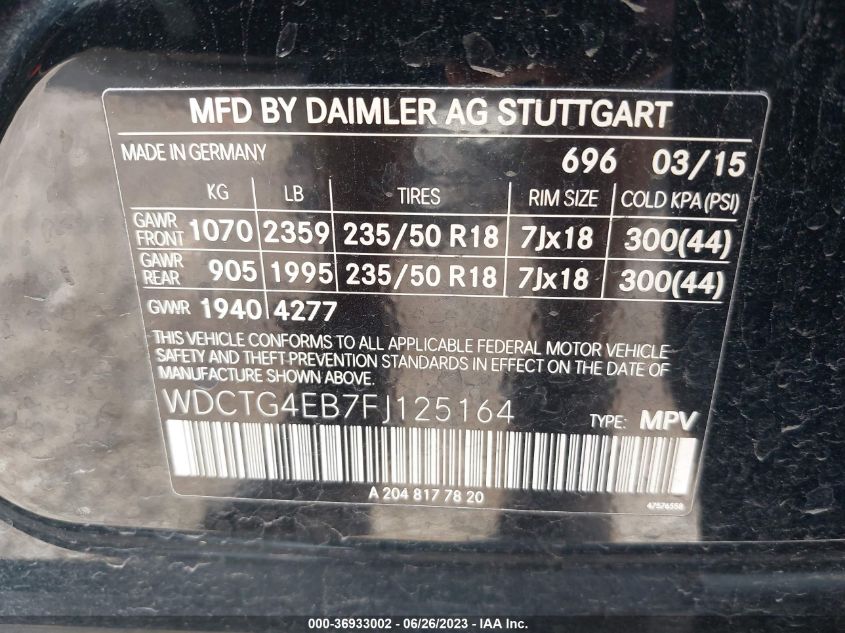 MFD BY DAIMLER AG STUTTGART
MADE IN GERMANY 696 03/15
KG LB TIRES RIM SIZE COLD KPA (PSI)
GAWR FRONT 1070 2359 235/50 R18 7Jx18 300(44)
GAWR REAR 905 1995 235/50 R18 7Jx18 300(44)
GVWR 1940 4277
THIS VEHICLE CONFORMS TO ALL APPLICABLE FEDERAL MOTOR VEHICLE
SAFETY AND THEFT PREVENTION STANDARDS IN EFFECT ON THE DATE OF
MANUFACTURE SHOWN ABOVE.
WDCTG4EB7FJ125164 TYPE: MPV
A 204 817 78 20 47576558
000-36933002 - 06/26/2023 - © IAA Inc.